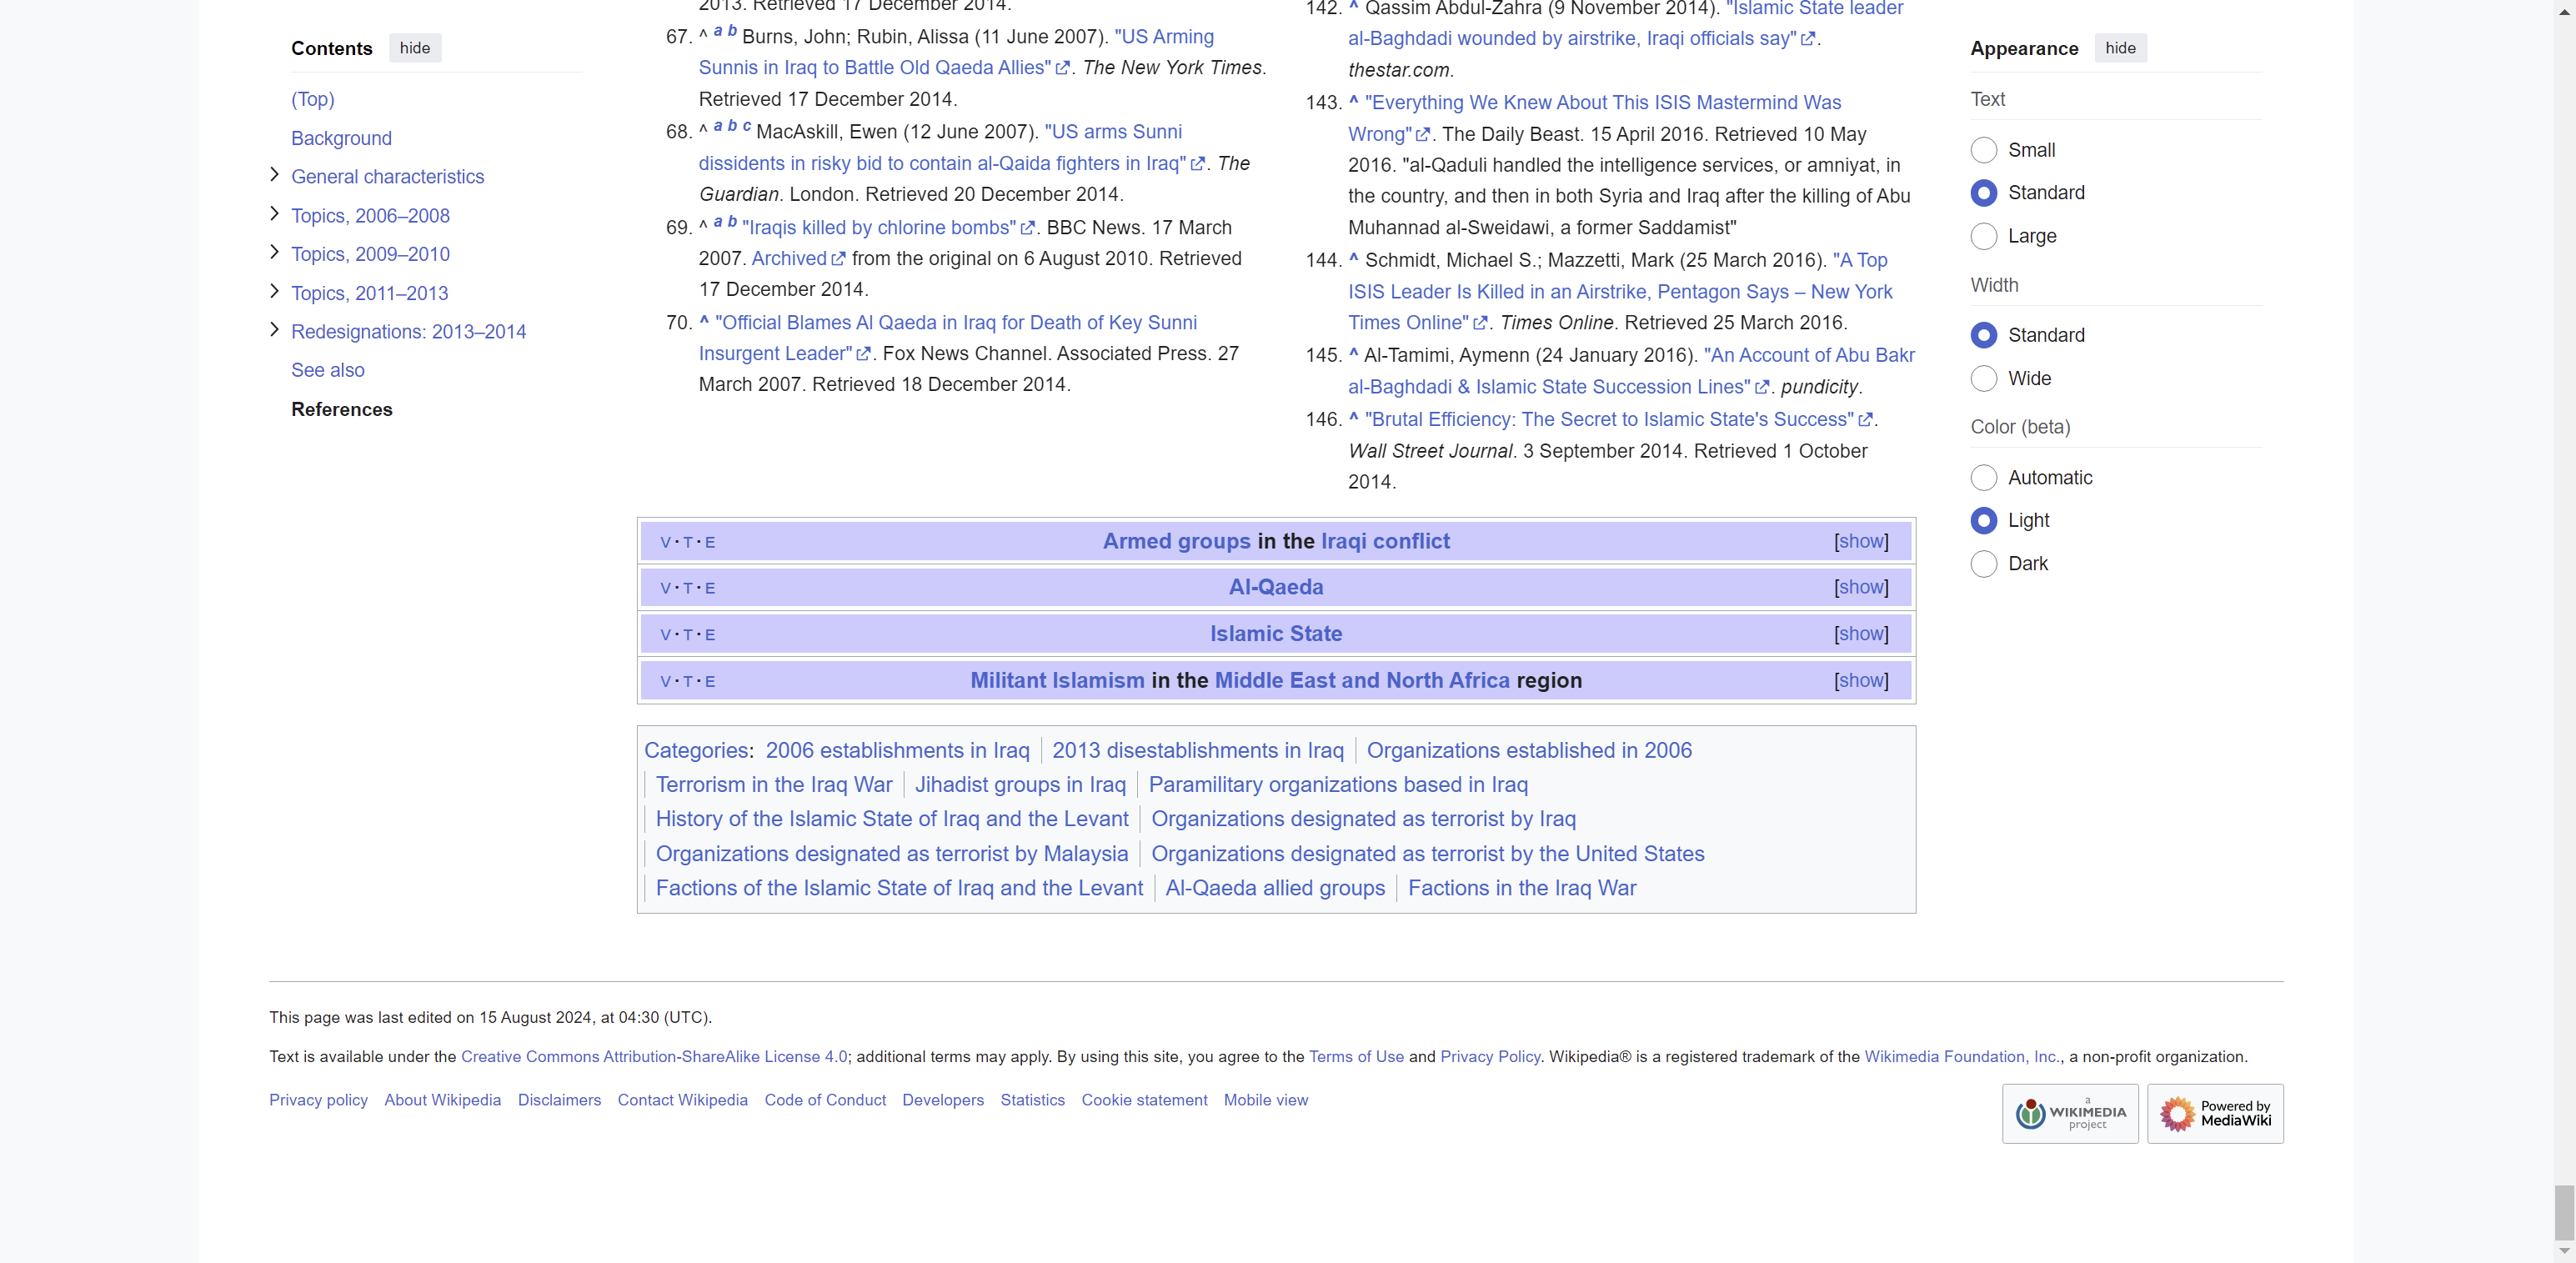 Contents hide
(Top)
Background
General characteristics
Topics, 2006–2008
Topics, 2009–2010
Topics, 2011–2013
Redesignations: 2013–2014
See also
References
2013. Retrieved 17 December 2014.
67. ^ a b Burns, John; Rubin, Alissa (11 June 2007). "US Arming
Sunnis in Iraq to Battle Old Qaeda Allies". The New York Times.
Retrieved 17 December 2014.
68. ^ a b c MacAskill, Ewen (12 June 2007). "US arms Sunni
dissidents in risky bid to contain al-Qaida fighters in Iraq". The
Guardian. London. Retrieved 20 December 2014.
69. ^ a b "Iraqis killed by chlorine bombs". BBC News. 17 March
2007. Archived from the original on 6 August 2010. Retrieved
17 December 2014.
70. ^ "Official Blames Al Qaeda in Iraq for Death of Key Sunni
Insurgent Leader". Fox News Channel. Associated Press. 27
March 2007. Retrieved 18 December 2014.
142. ^ Qassim Abdul-Zahra (9 November 2014). "Islamic State leader
al-Baghdadi wounded by airstrike, Iraqi officials say".
thestar.com.
143. ^ "Everything We Knew About This ISIS Mastermind Was
Wrong". The Daily Beast. 15 April 2016. Retrieved 10 May
2016. "al-Qaduli handled the intelligence services, or amniyat, in
the country, and then in both Syria and Iraq after the killing of Abu
Muhannad al-Sweidawi, a former Saddamist"
144. ^ Schmidt, Michael S.; Mazzetti, Mark (25 March 2016). "A Top
ISIS Leader Is Killed in an Airstrike, Pentagon Says – New York
Times Online". Times Online. Retrieved 25 March 2016.
145. ^ Al-Tamimi, Aymenn (24 January 2016). "An Account of Abu Bakr
al-Baghdadi & Islamic State Succession Lines". pundicity.
146. ^ "Brutal Efficiency: The Secret to Islamic State's Success".
Wall Street Journal. 3 September 2014. Retrieved 1 October
2014.
Appearance hide
Text
Small
Standard
Large
Width
Standard
Wide
Color (beta)
Automatic
Light
Dark
V · T · E Armed groups in the Iraqi conflict [show]
V · T · E Al-Qaeda [show]
V · T · E Islamic State [show]
V · T · E Militant Islamism in the Middle East and North Africa region [show]
Categories: 2006 establishments in Iraq | 2013 disestablishments in Iraq | Organizations established in 2006
| Terrorism in the Iraq War | Jihadist groups in Iraq | Paramilitary organizations based in Iraq
| History of the Islamic State of Iraq and the Levant | Organizations designated as terrorist by Iraq
| Organizations designated as terrorist by Malaysia | Organizations designated as terrorist by the United States
| Factions of the Islamic State of Iraq and the Levant | Al-Qaeda allied groups | Factions in the Iraq War
This page was last edited on 15 August 2024, at 04:30 (UTC).
Text is available under the Creative Commons Attribution-ShareAlike License 4.0; additional terms may apply. By using this site, you agree to the Terms of Use and Privacy Policy. Wikipedia® is a registered trademark of the Wikimedia Foundation, Inc., a non-profit organization.
Privacy policy About Wikipedia Disclaimers Contact Wikipedia Code of Conduct Developers Statistics Cookie statement Mobile view
a
WIKIMEDIA
project
Powered by
MediaWiki